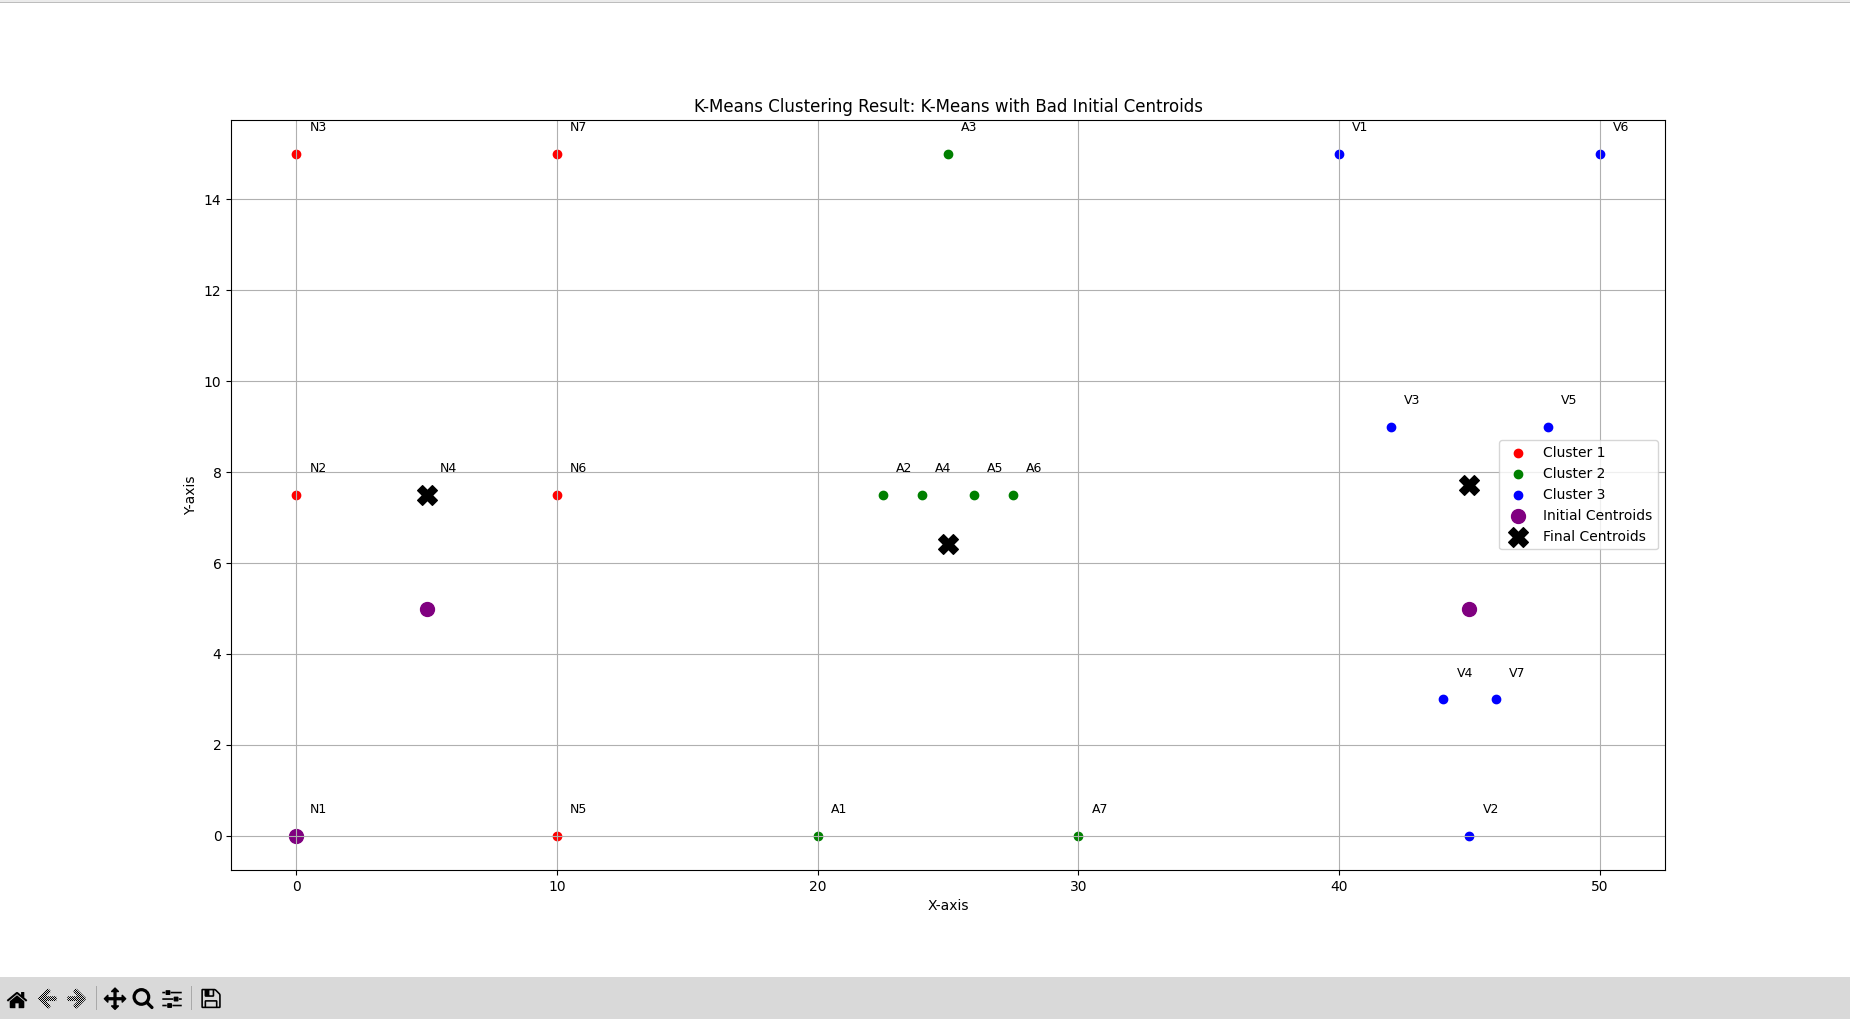 K-Means Clustering Result: K-Means with Bad Initial Centroids
N3 N7 A3 V1 V6
14
12
10
V3 V5
8
N2 N4 N6 A2 A4 A5 A6
Cluster 1
Cluster 2
Cluster 3
Initial Centroids
Final Centroids
Y-axis
6
4
V4 V7
2
N1 N5 A1 A7 V2
0
0 10 20 30 40 50
X-axis